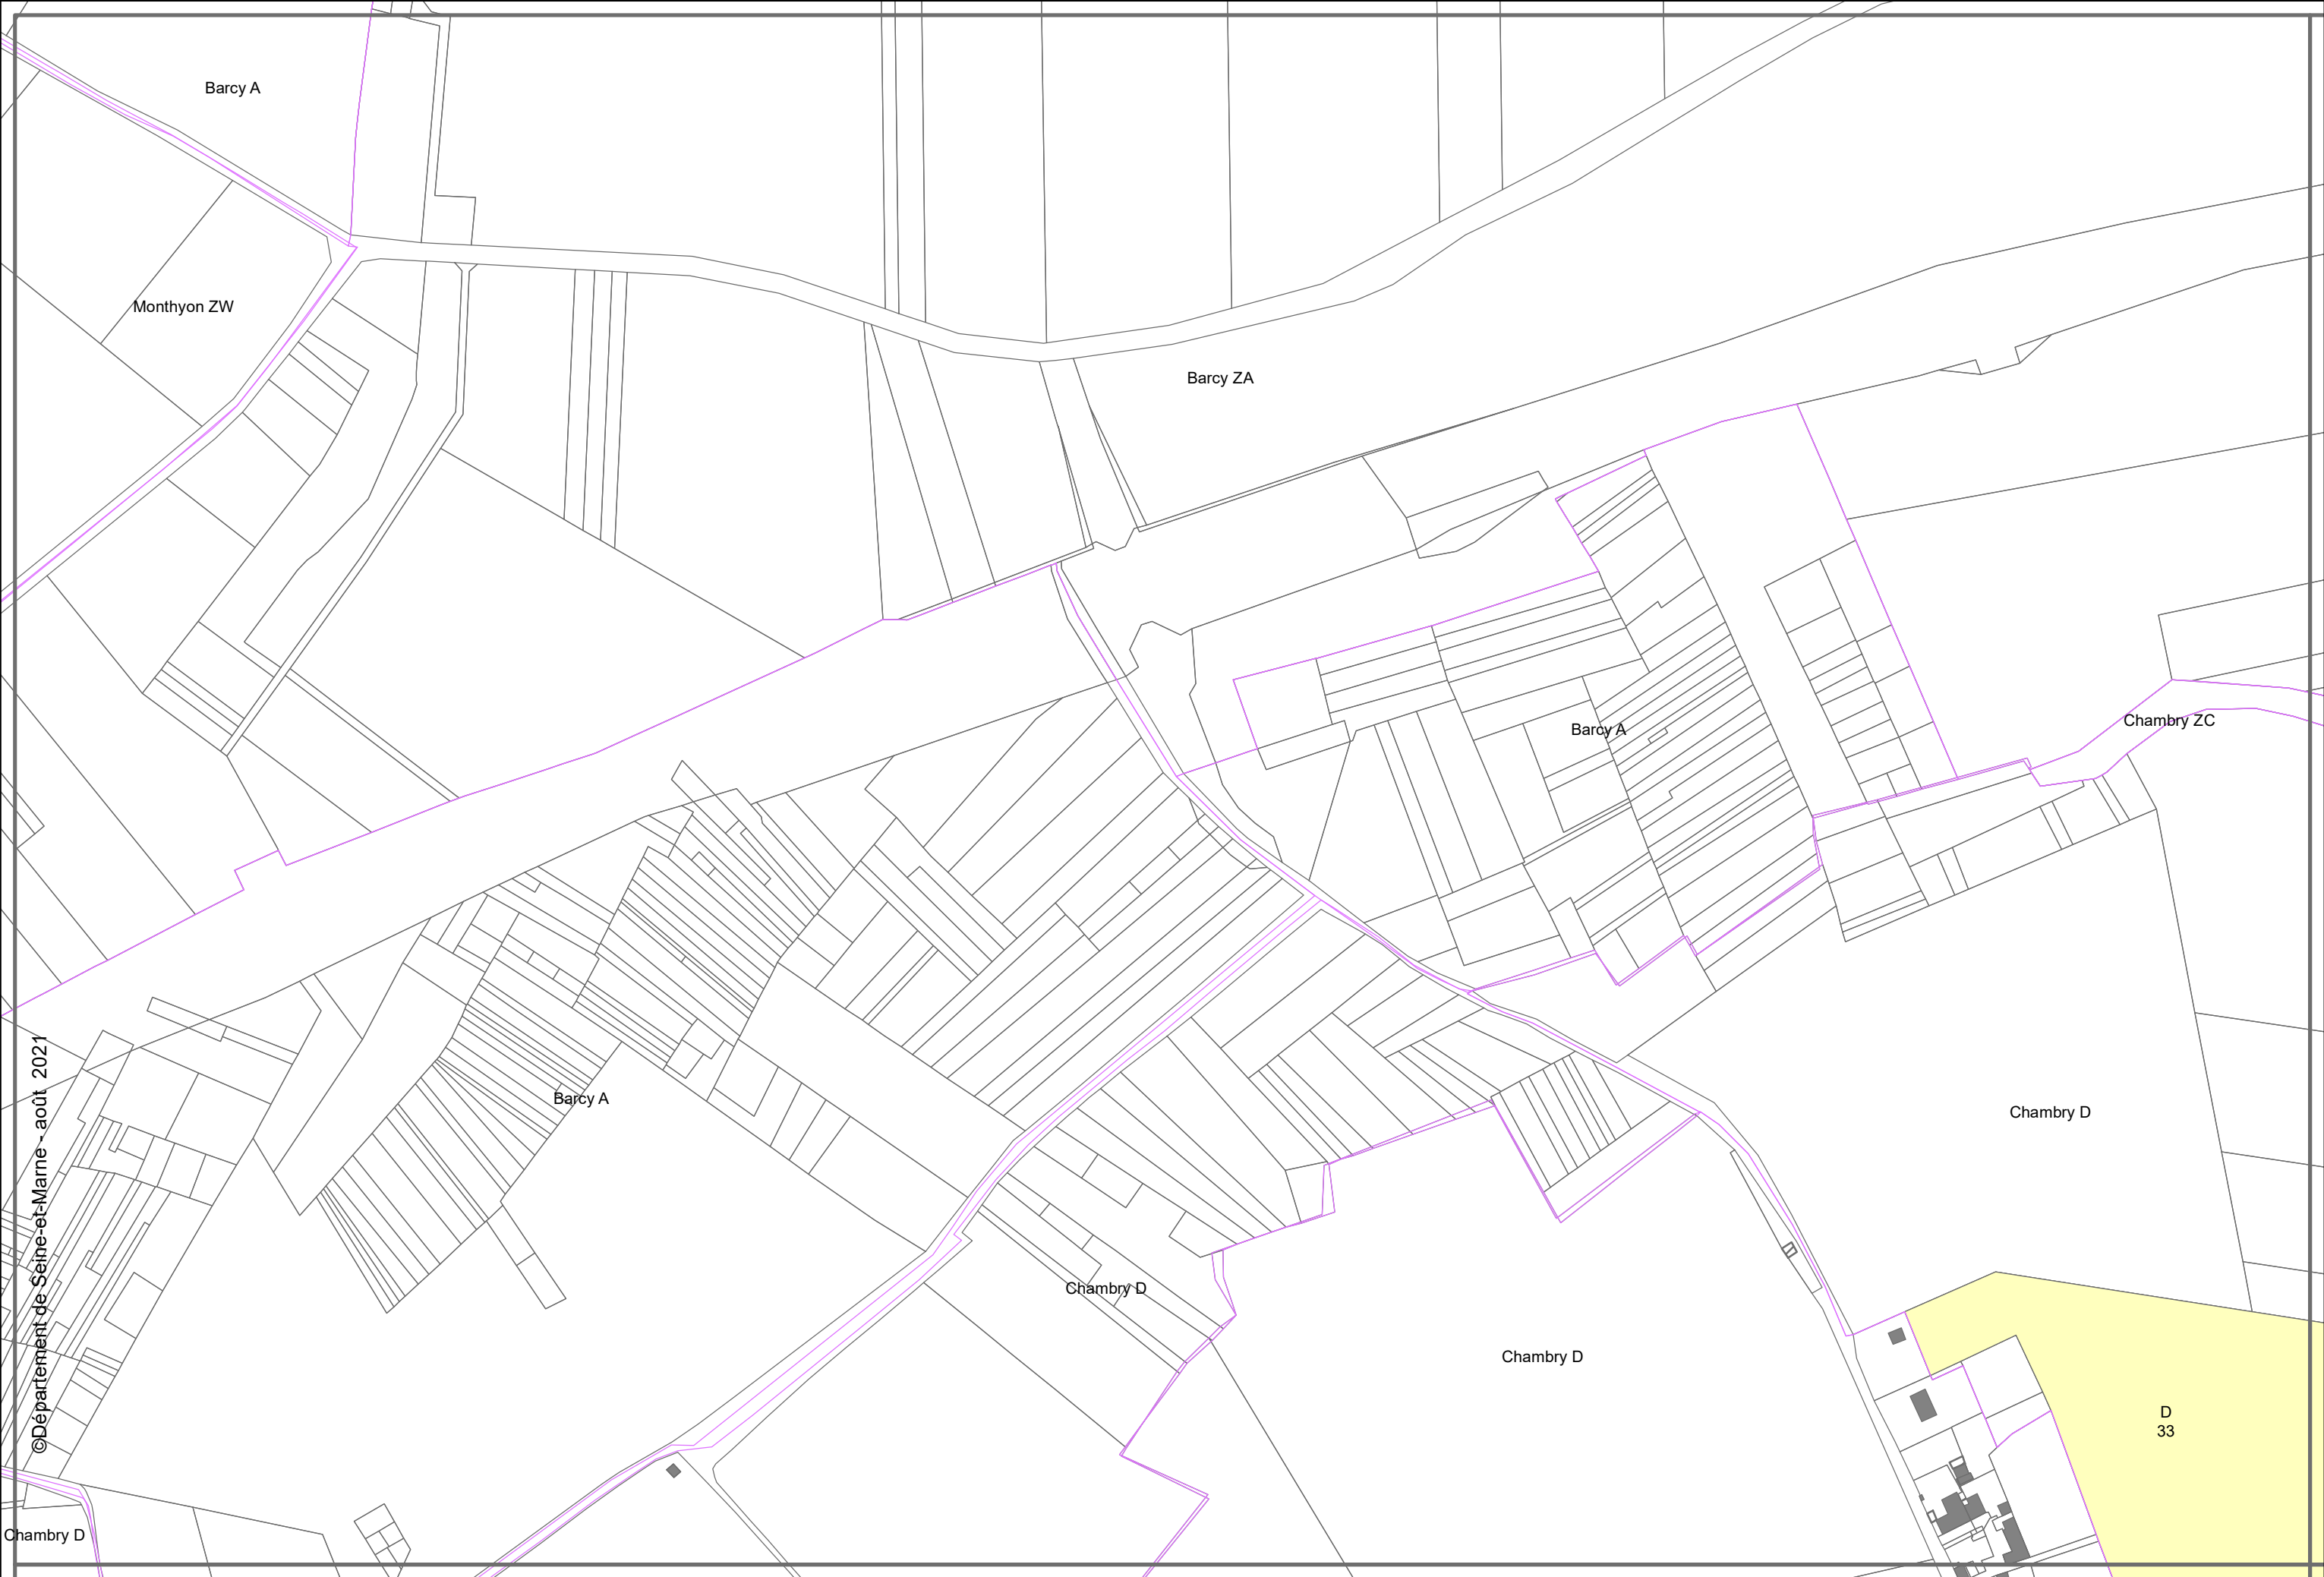 Barcy A
Monthyon ZW
Barcy ZA
Chambry ZC
Barcy A
Barcy A
Chambry D
Chambry D
Chambry D
D
33
Chambry D
©Département de Seine-et-Marne - août 2021